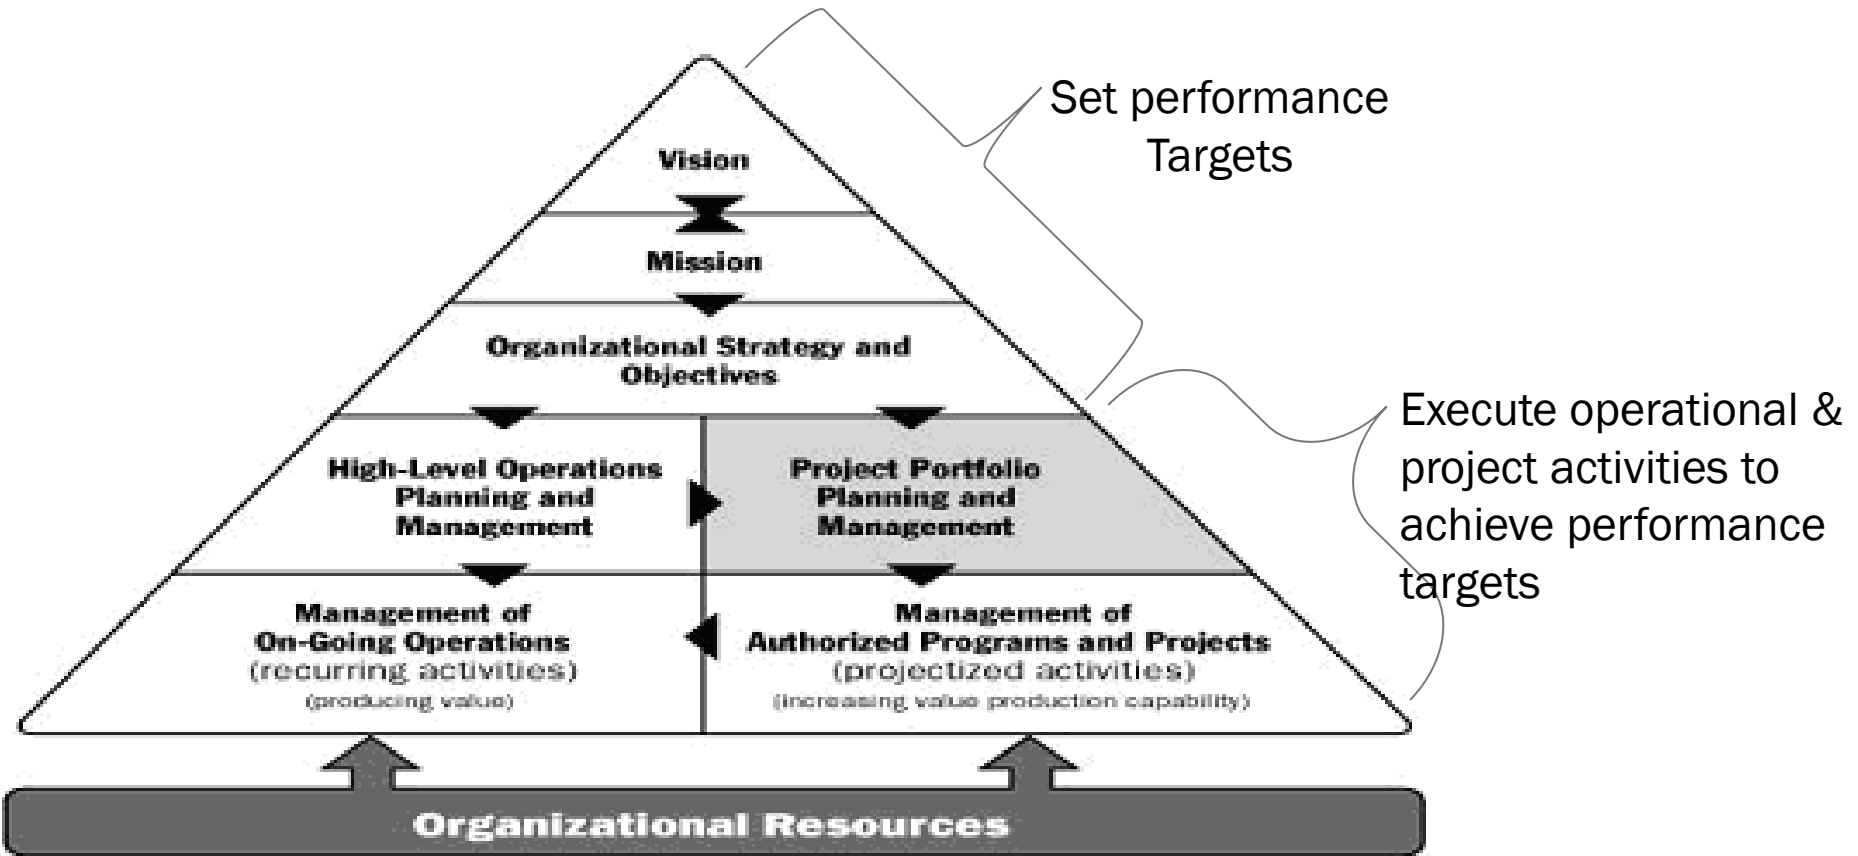 Set performance
Targets
Vision
Mission
Organizational Strategy and
Objectives
High-Level Operations
Planning and
Management
Project Portfolio
Planning and
Management
Execute operational &
project activities to
achieve performance
targets
Management of
On-Going Operations
(recurring activities)
(producing value)
Management of
Authorized Programs and Projects
(projectized activities)
(increasing value production capability)
Organizational Resources